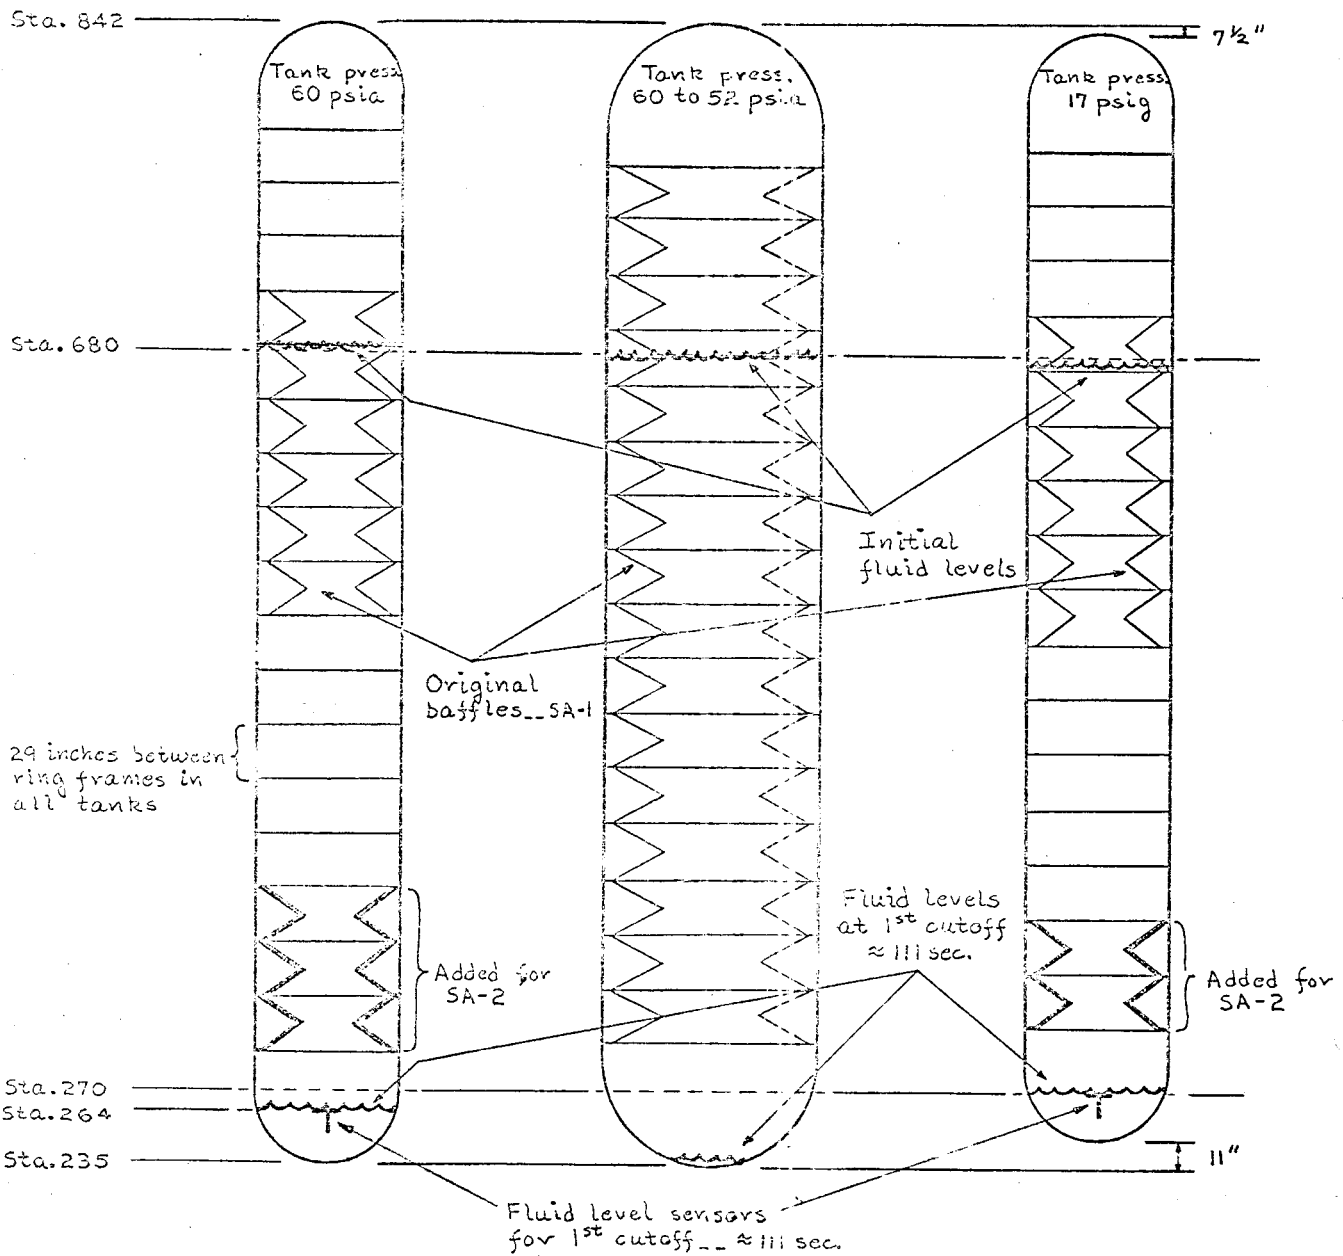 Sta. 842
7 ½"
Tank press.
60 psia
Tank press.
60 to 52 psia
Tank press.
17 psig
Sta. 680
Initial
fluid levels
Original
baffles__SA-1
29 inches between
ring frames in
all tanks
Fluid levels
at 1st cutoff
≈ 111 sec.
Added for
SA-2
Added for
SA-2
Sta. 270
Sta. 264
Sta. 235
11"
Fluid level sensors
for 1st cutoff__ ≈ 111 sec.